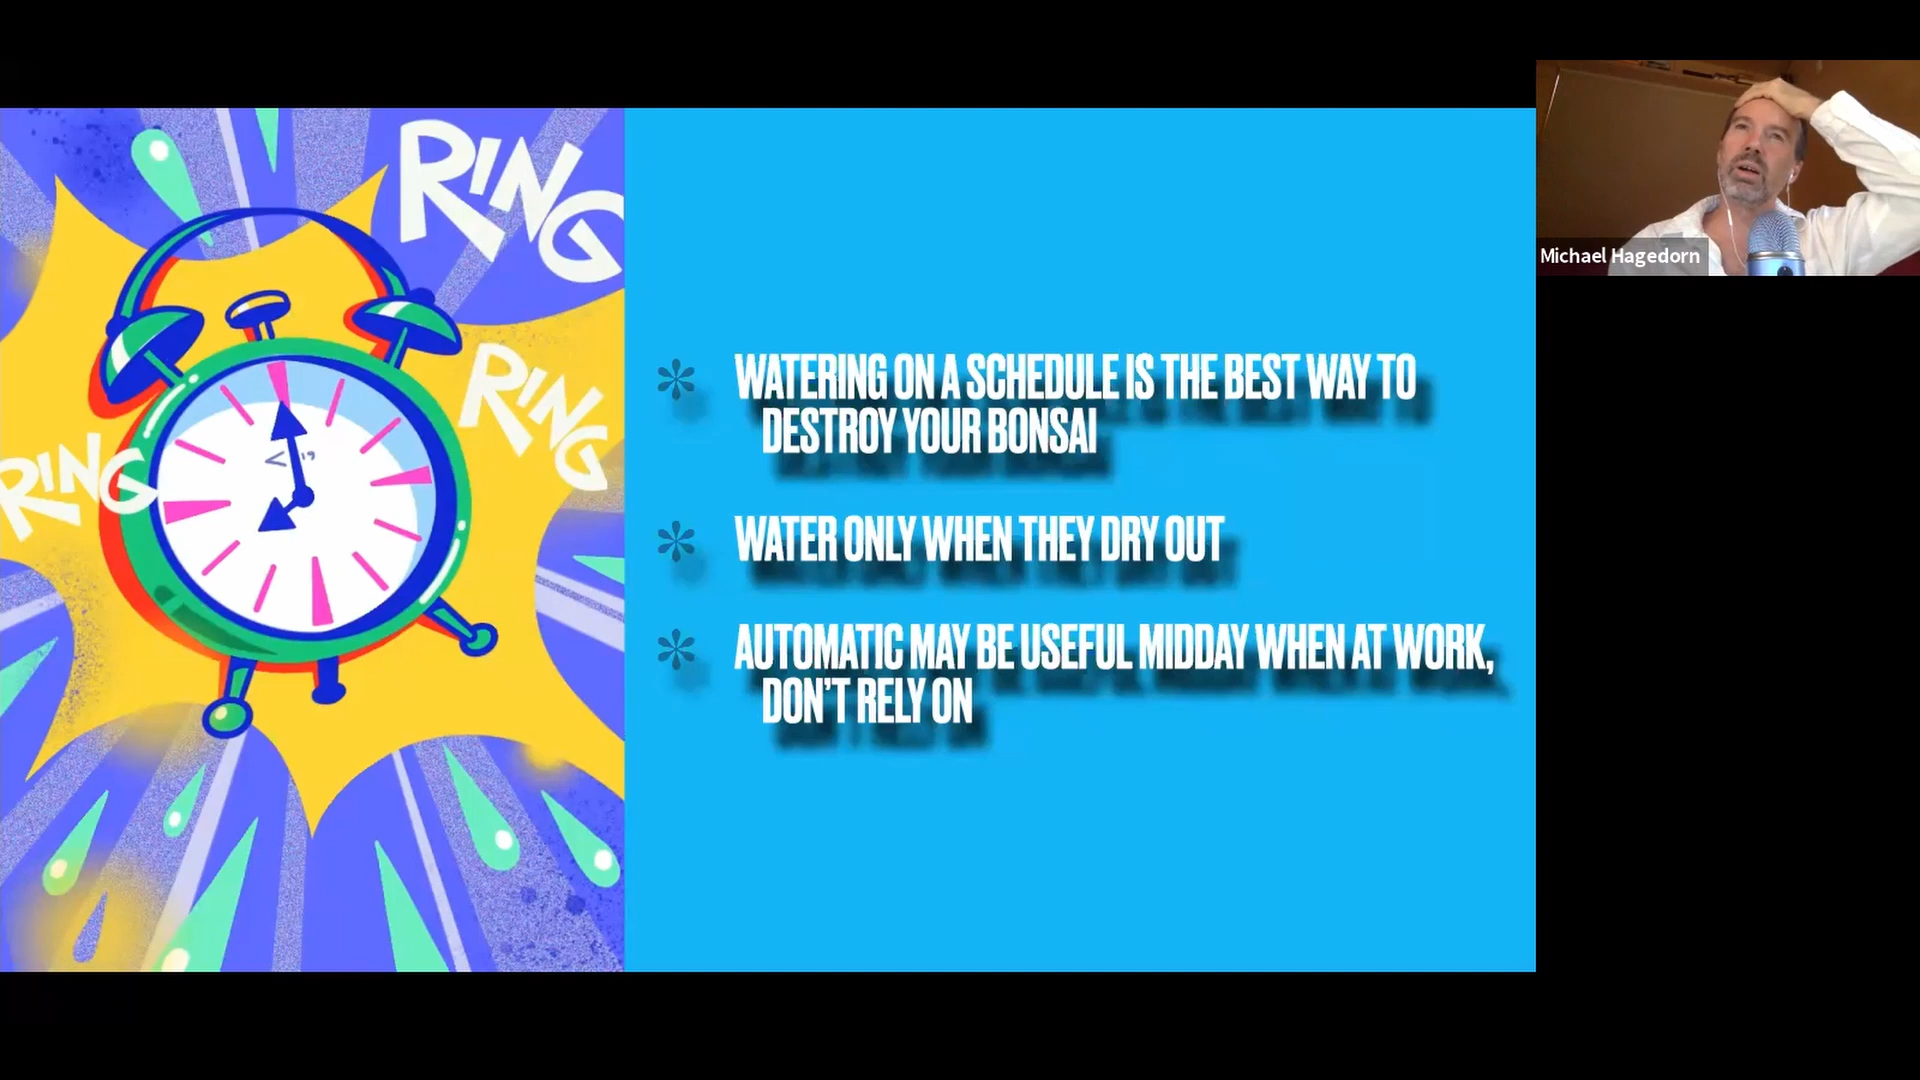 RING
RING
RING
WATERING ON A SCHEDULE IS THE BEST WAY TO
DESTROY YOUR BONSAI
WATER ONLY WHEN THEY DRY OUT
AUTOMATIC MAY BE USEFUL MIDDAY WHEN AT WORK,
DON'T RELY ON
Michael Hagedorn